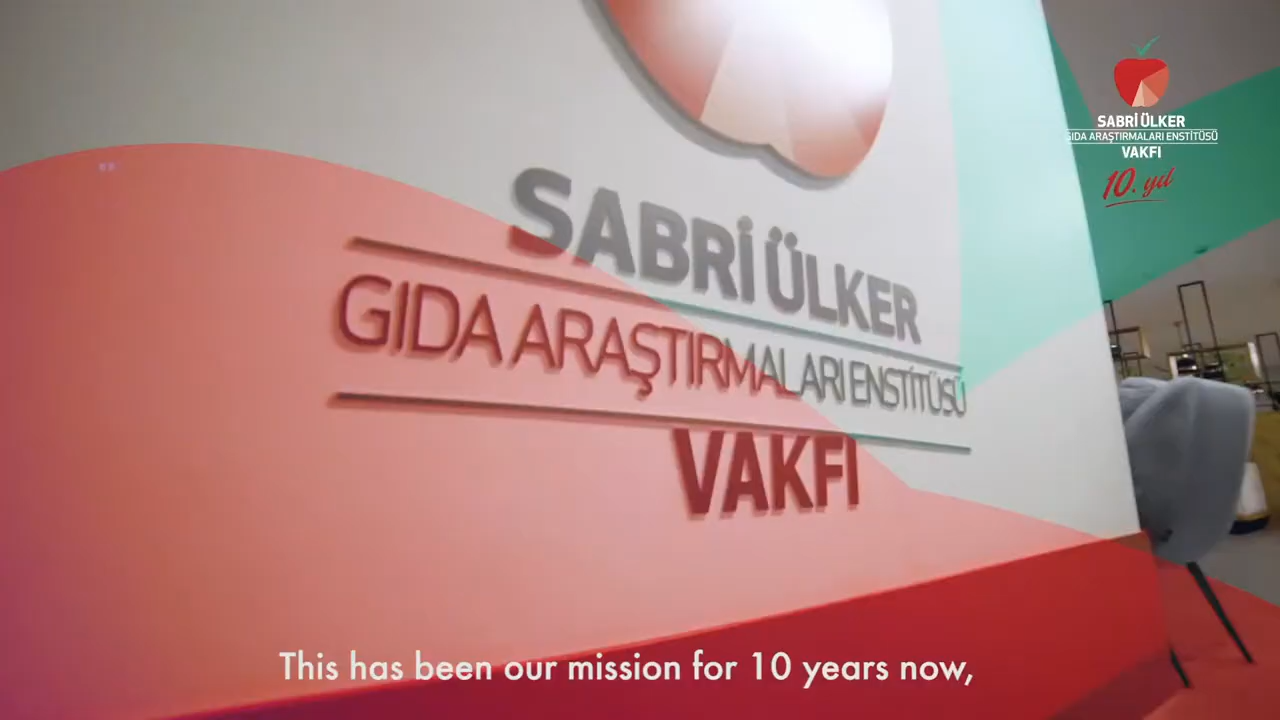 SABRİ ÜLKER
GIDA ARAŞTIRMALARI ENSTİTÜSÜ
VAKFI
SABRİ ÜLKER
GIDA ARAŞTIRMALARI ENSTİTÜSÜ
VAKFI
10. yıl
This has been our mission for 10 years now,